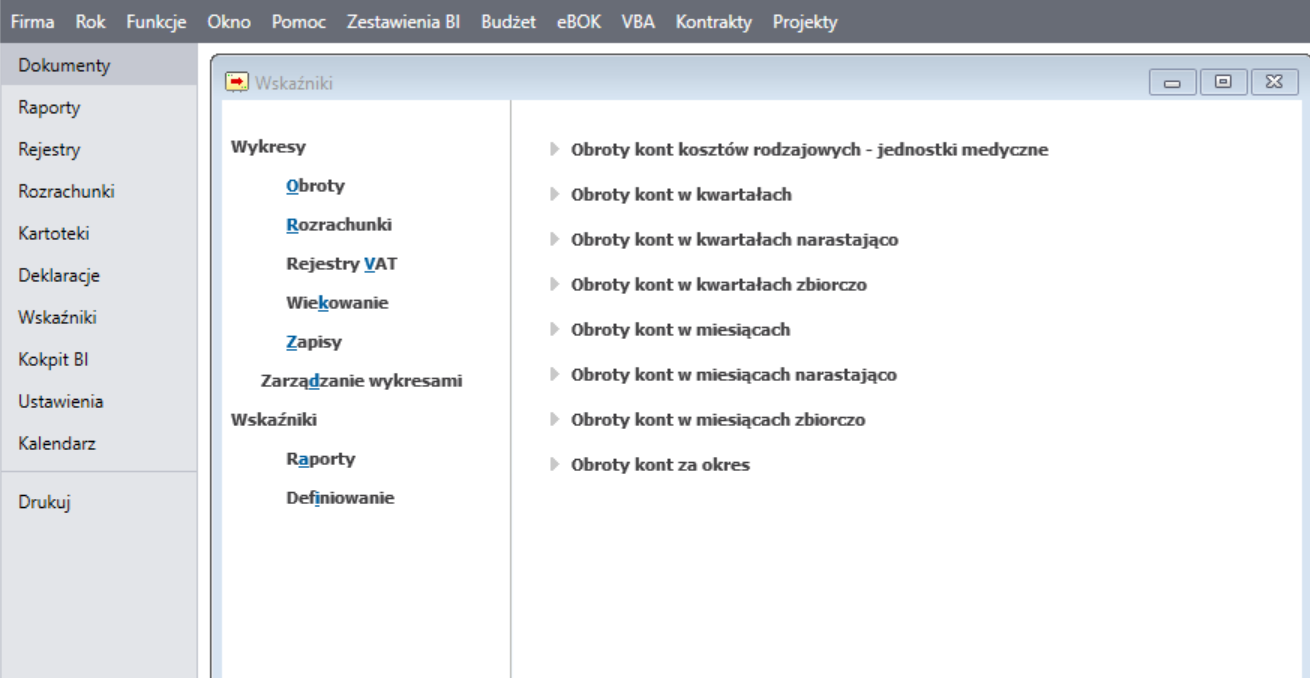 Firma Rok Funkcje Okno Pomoc Zestawienia BI Budżet eBOK VBA Kontrakty Projekty
Dokumenty
Raporty
Rejestry
Rozrachunki
Kartoteki
Deklaracje
Wskaźniki
Kokpit BI
Ustawienia
Kalendarz
Drukuj
Wskaźniki
Wykresy
Obroty
Rozrachunki
Rejestry VAT
Wiekowanie
Zapisy
Zarządzanie wykresami
Wskaźniki
Raporty
Definiowanie
Obroty kont kosztów rodzajowych - jednostki medyczne
Obroty kont w kwartałach
Obroty kont w kwartałach narastająco
Obroty kont w kwartałach zbiorczo
Obroty kont w miesiącach
Obroty kont w miesiącach narastająco
Obroty kont w miesiącach zbiorczo
Obroty kont za okres